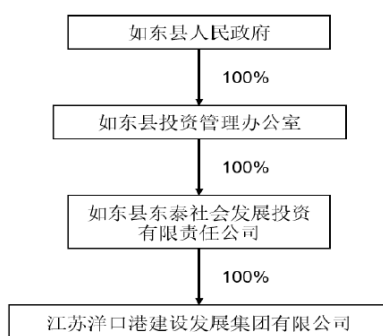 如东县人民政府
100%
如东县投资管理办公室
100%
如东县东泰社会发展投资
有限责任公司
100%
江苏洋口港建设发展集团有限公司